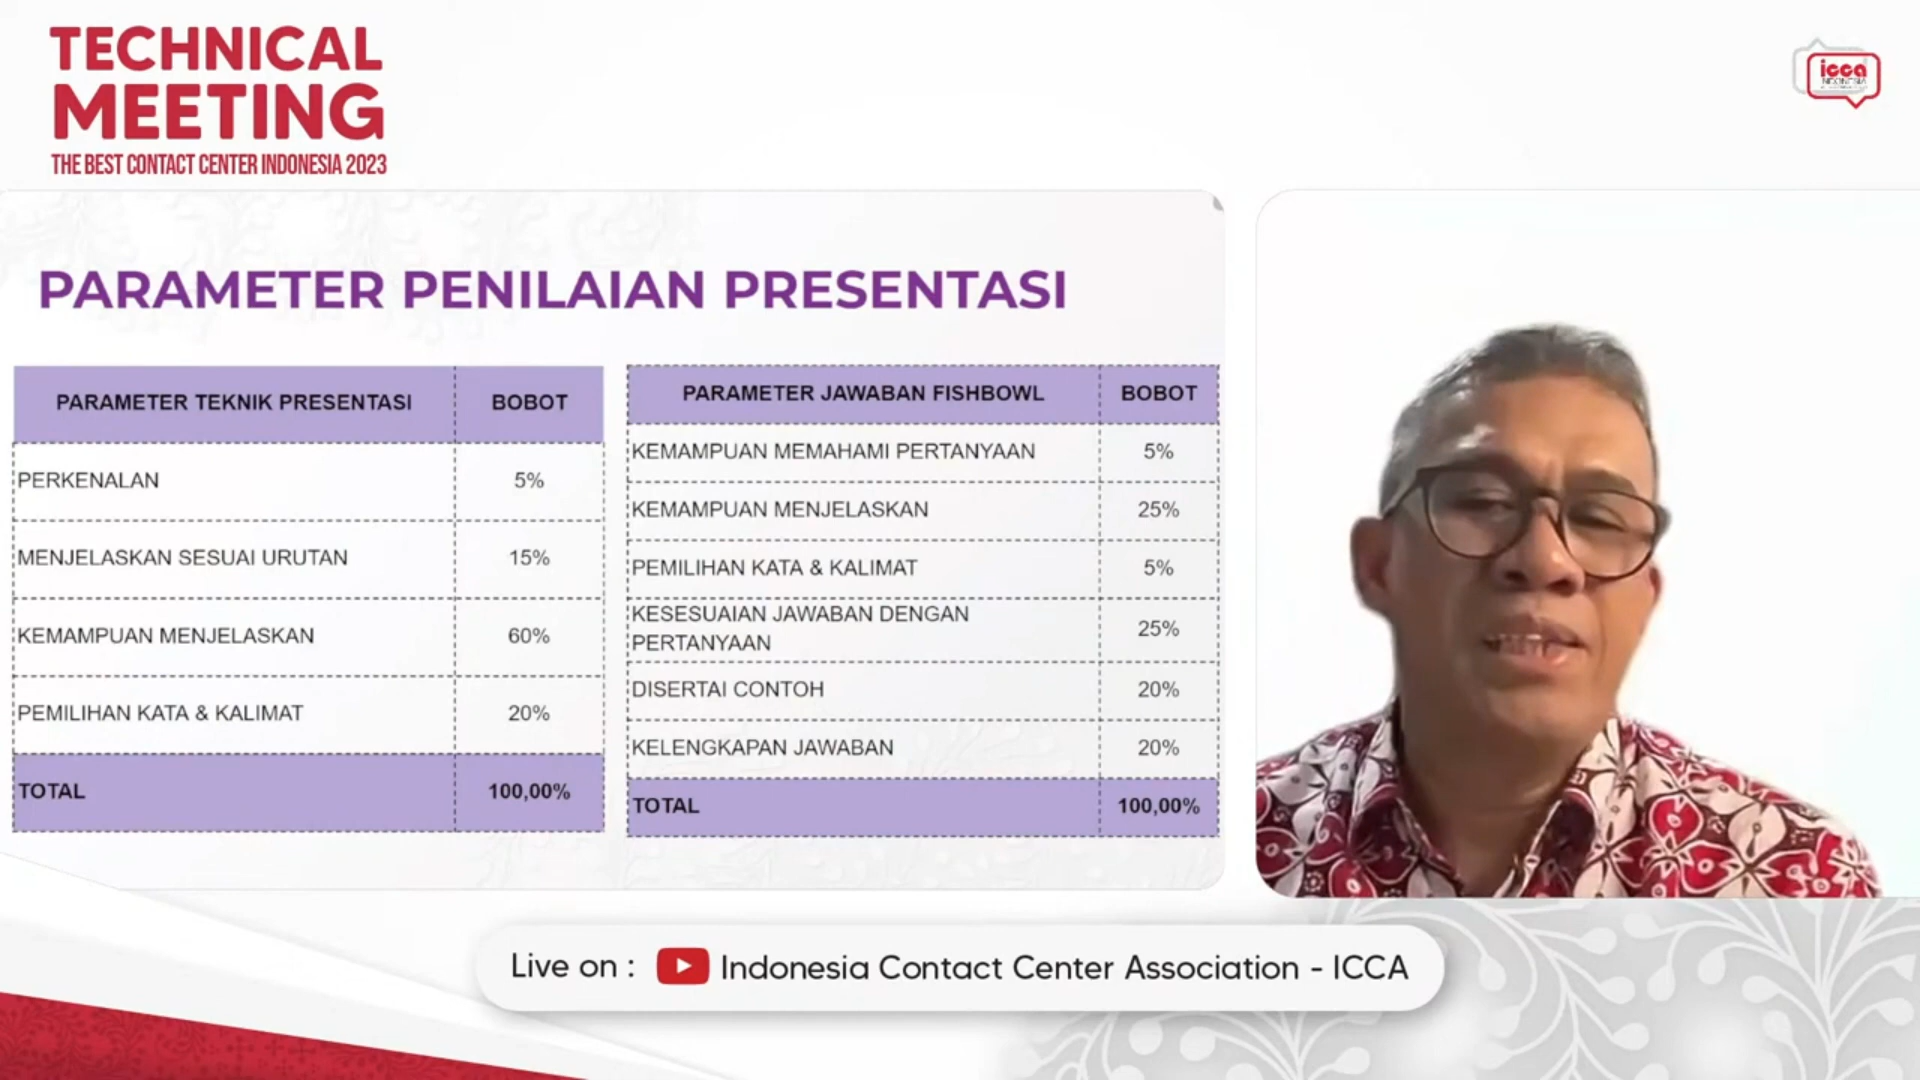 TECHNICAL
MEETING
THE BEST CONTACT CENTER INDONESIA 2023
icca
INDONESIA
PARAMETER PENILAIAN PRESENTASI
PARAMETER TEKNIK PRESENTASI BOBOT
PERKENALAN 5%
MENJELASKAN SESUAI URUTAN 15%
KEMAMPUAN MENJELASKAN 60%
PEMILIHAN KATA & KALIMAT 20%
TOTAL 100,00%
PARAMETER JAWABAN FISHBOWL BOBOT
KEMAMPUAN MEMAHAMI PERTANYAAN 5%
KEMAMPUAN MENJELASKAN 25%
PEMILIHAN KATA & KALIMAT 5%
KESESUAIAN JAWABAN DENGAN
PERTANYAAN 25%
DISERTAI CONTOH 20%
KELENGKAPAN JAWABAN 20%
TOTAL 100,00%
Live on : Indonesia Contact Center Association - ICCA